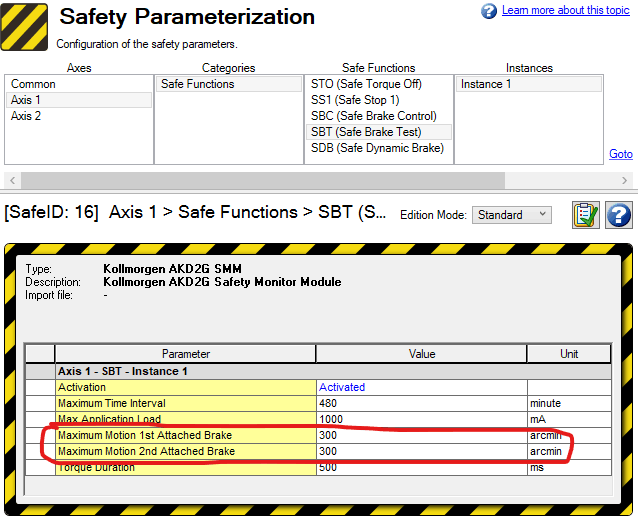 Safety Parameterization
Learn more about this topic
Configuration of the safety parameters.
Axes Categories Safe Functions Instances
Common Safe Functions STO (Safe Torque Off) Instance 1
Axis 1 SS1 (Safe Stop 1)
Axis 2 SBC (Safe Brake Control)
SBT (Safe Brake Test)
SDB (Safe Dynamic Brake)
Goto
[SafeID: 16] Axis 1 > Safe Functions > SBT (S... Edition Mode: Standard
Type: Kollmorgen AKD2G SMM
Description: Kollmorgen AKD2G Safety Monitor Module
Import file: -
Parameter Value Unit
Axis 1 - SBT - Instance 1
Activation Activated
Maximum Time Interval 480 minute
Max Application Load 1000 mA
Maximum Motion 1st Attached Brake 300 arcmin
Maximum Motion 2nd Attached Brake 300 arcmin
Torque Duration 500 ms